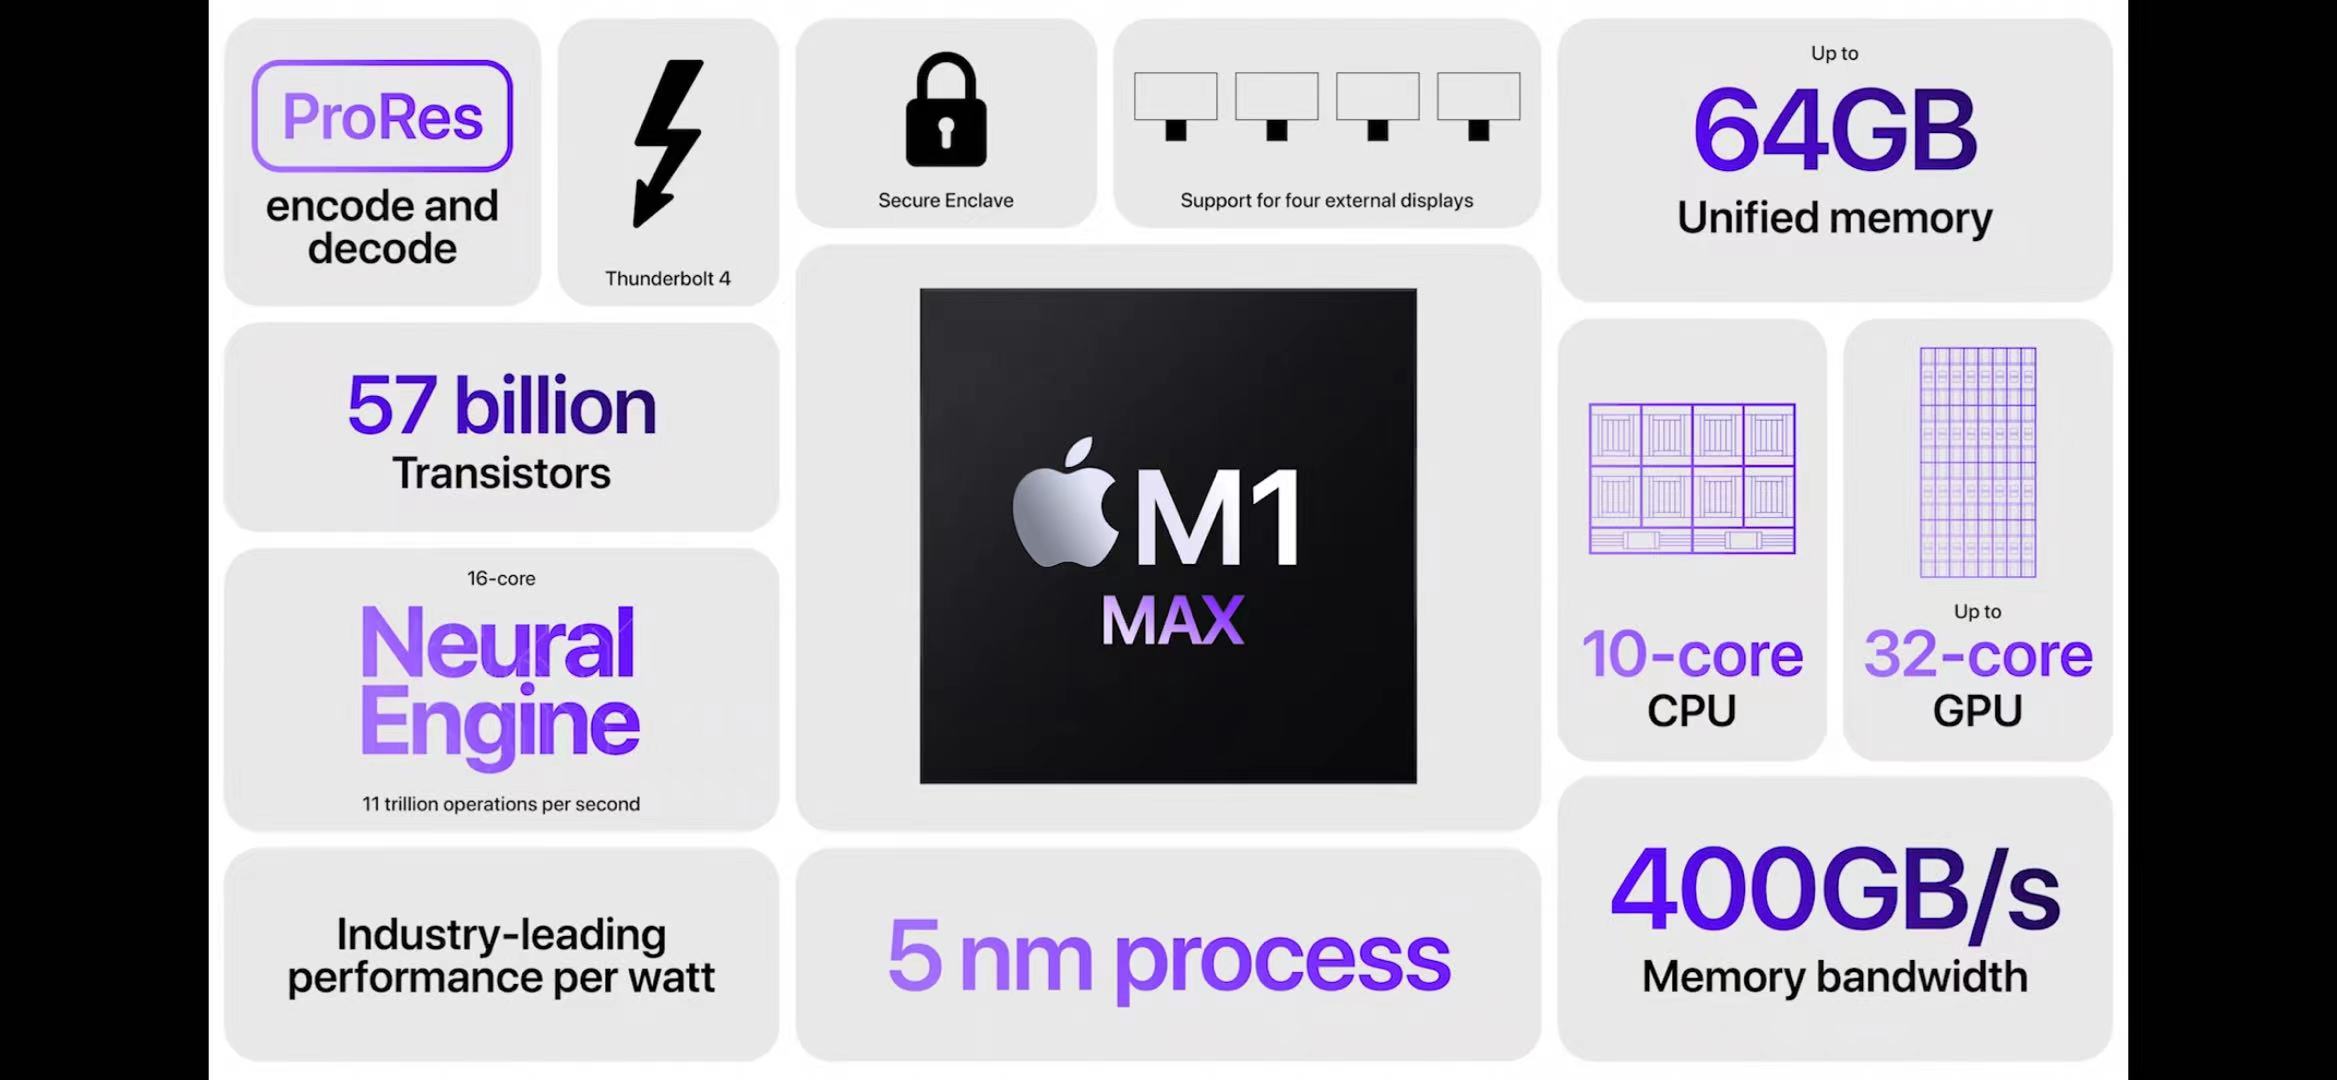 ProRes
encode and
decode
Thunderbolt 4
Secure Enclave
Support for four external displays
Up to
64GB
Unified memory
57 billion
Transistors
M1
MAX
10-core
CPU
Up to
32-core
GPU
16-core
Neural
Engine
11 trillion operations per second
Industry-leading
performance per watt
5 nm process
400GB/s
Memory bandwidth